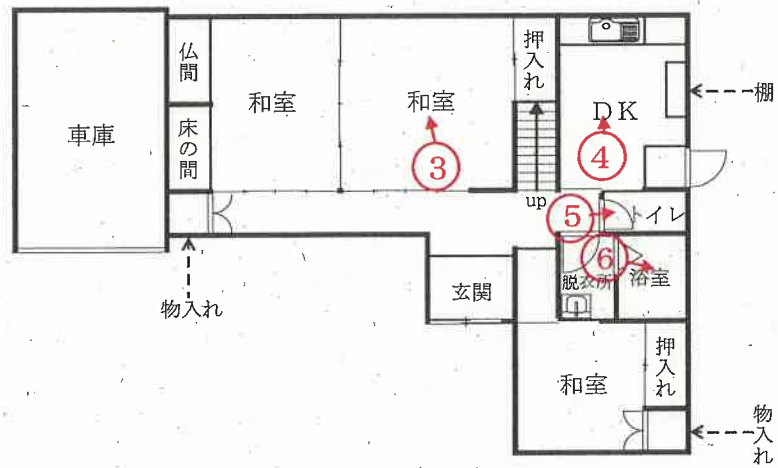 仏間
床の間
車庫
和室
和室
押入れ
DK
棚
③
④
up
⑤
トイレ
⑥
浴室
脱衣所
玄関
物入れ
和室
押入れ
物入れ